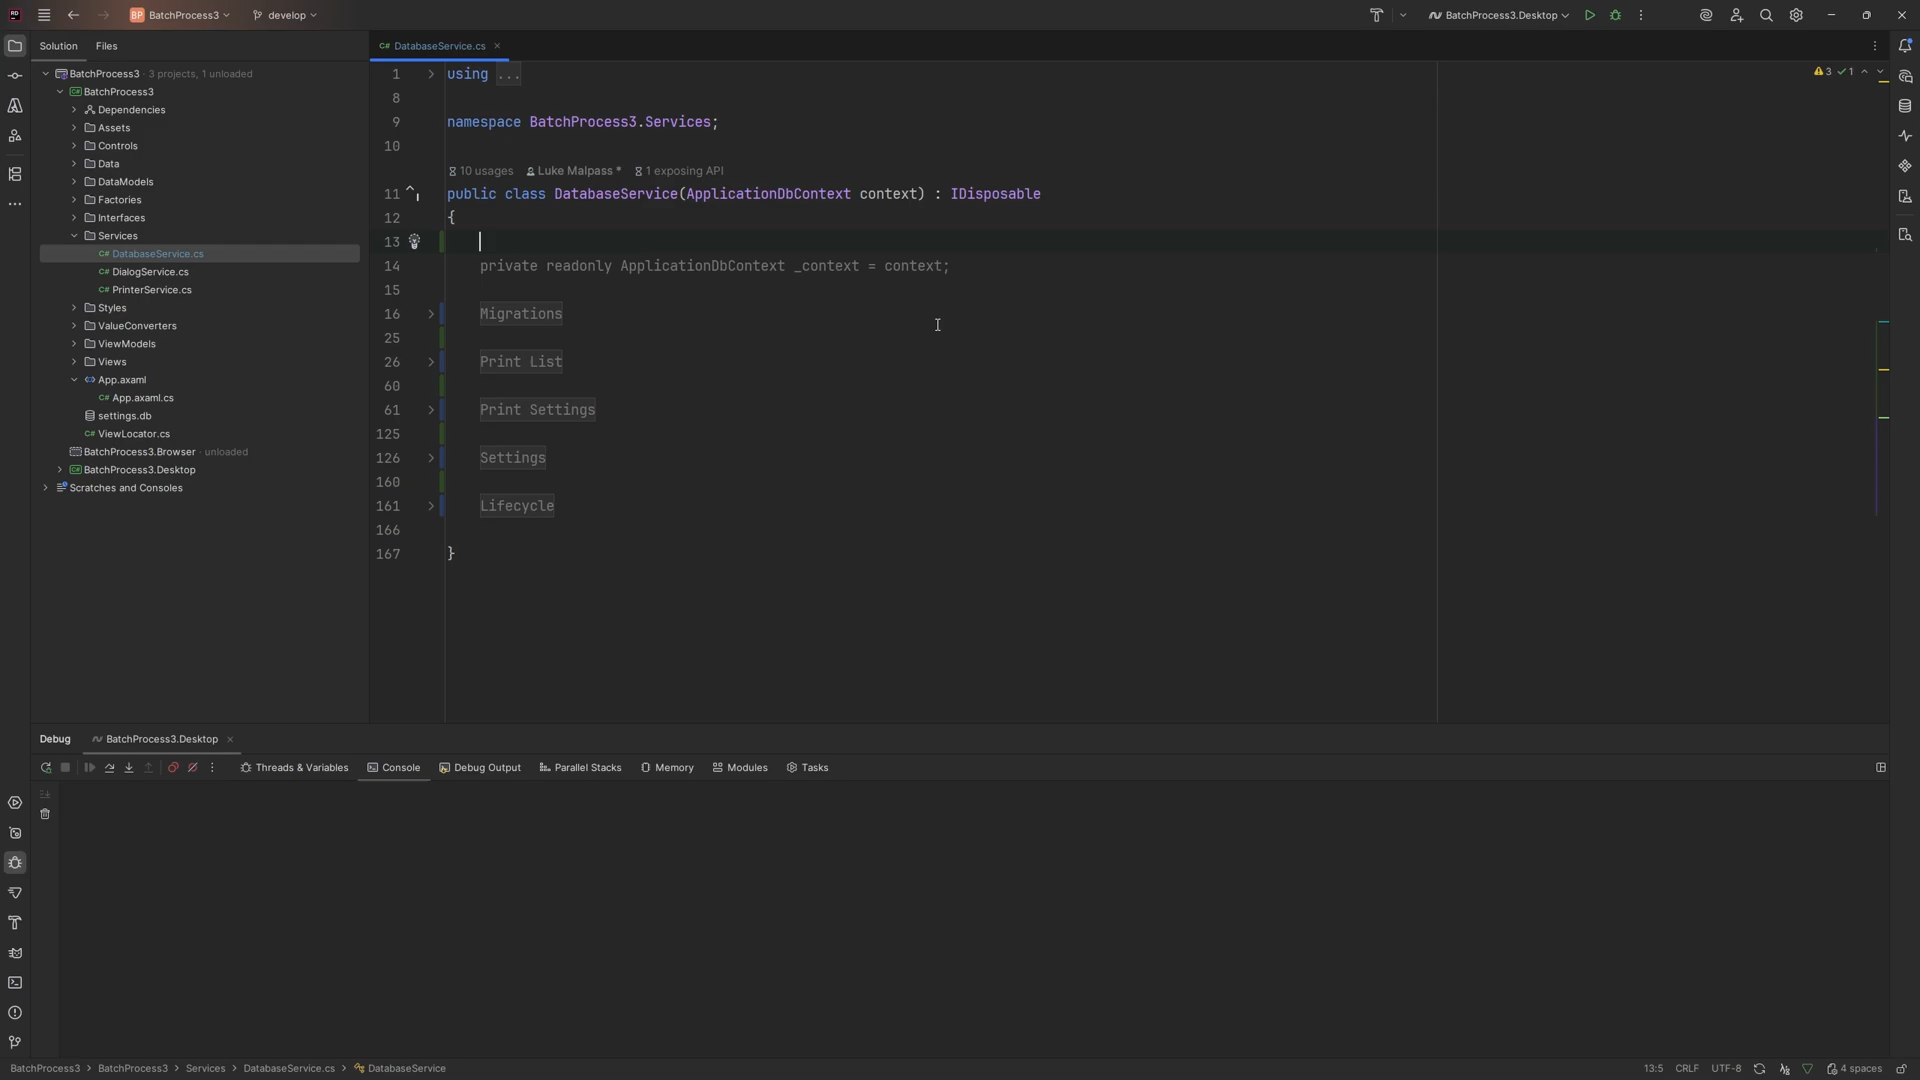 BP BatchProcess3 develop BatchProcess3.Desktop
Solution Files
C# DatabaseService.cs
BatchProcess3 · 3 projects, 1 unloaded
BatchProcess3
Dependencies
Assets
Controls
Data
DataModels
Factories
Interfaces
Services
C# DatabaseService.cs
C# DialogService.cs
C# PrinterService.cs
Styles
ValueConverters
ViewModels
Views
App.axaml
C# App.axaml.cs
settings.db
C# ViewLocator.cs
BatchProcess3.Browser · unloaded
BatchProcess3.Desktop
Scratches and Consoles
1 using ...
3 1
8
9 namespace BatchProcess3.Services;
10
10 usages Luke Malpass * 1 exposing API
11 public class DatabaseService(ApplicationDbContext context) : IDisposable
12 {
13
14 private readonly ApplicationDbContext _context = context;
15
16 Migrations
25
26 Print List
60
61 Print Settings
125
126 Settings
160
161 Lifecycle
166
167 }
Debug BatchProcess3.Desktop
Threads & Variables Console Debug Output Parallel Stacks Memory Modules Tasks
BatchProcess3 > BatchProcess3 > Services > DatabaseService.cs > DatabaseService 13:5 CRLF UTF-8 4 spaces